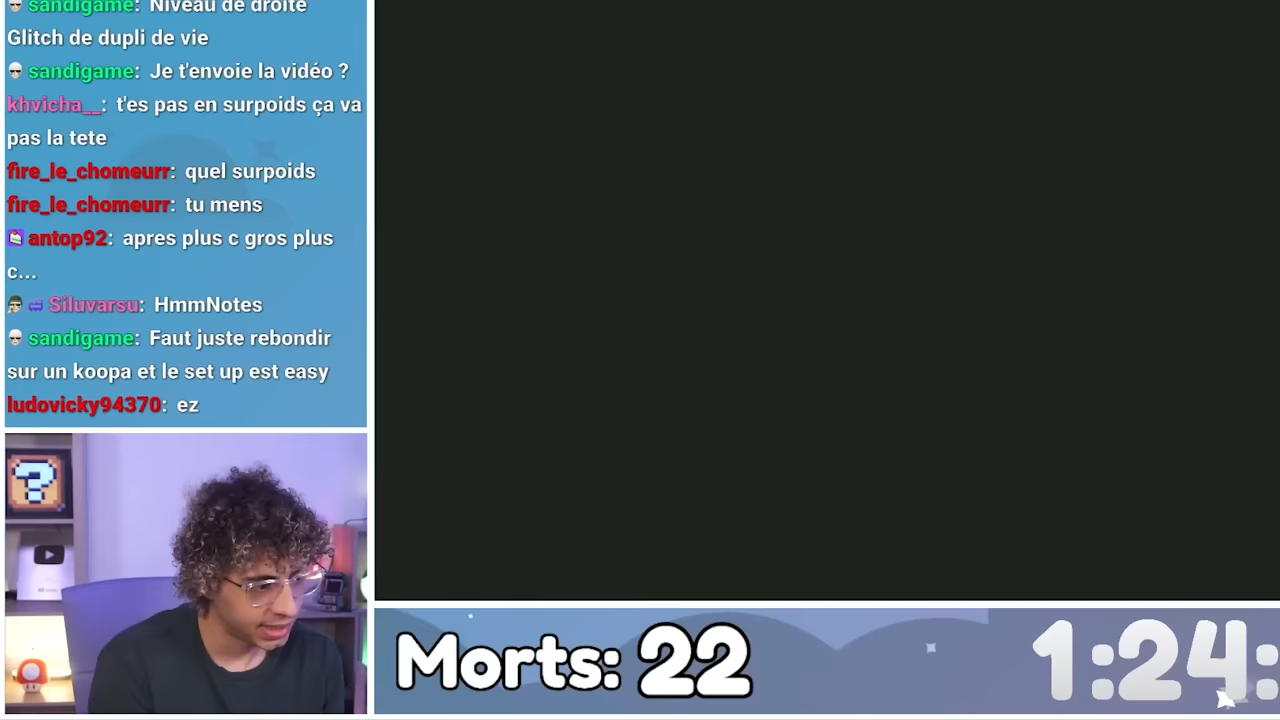 sandigame: Niveau de droite
Glitch de dupli de vie
sandigame: Je t'envoie la vidéo ?
khvicha__: t'es pas en surpoids ça va
pas la tete
fire_le_chomeurr: quel surpoids
fire_le_chomeurr: tu mens
antop92: apres plus c gros plus
c...
Siluvarsu: HmmNotes
sandigame: Faut juste rebondir
sur un koopa et le set up est easy
ludovicky94370: ez
?
Morts: 22
1:24: